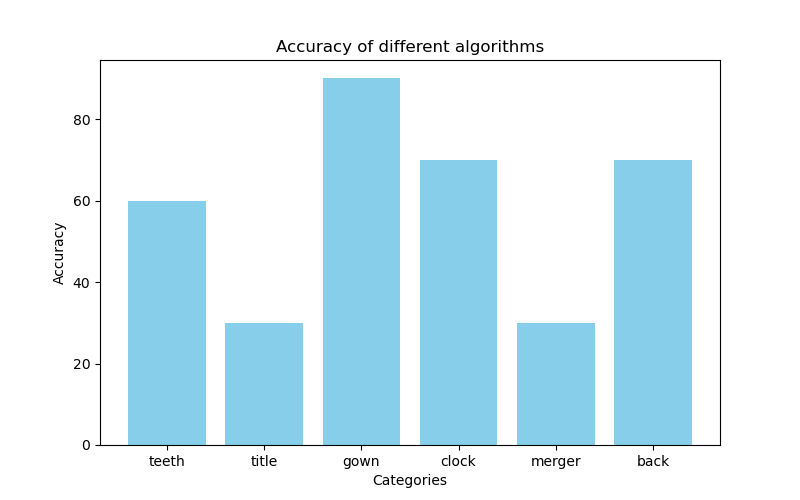 Accuracy of different algorithms
Accuracy
80
60
40
20
0
teeth title gown clock merger back
Categories